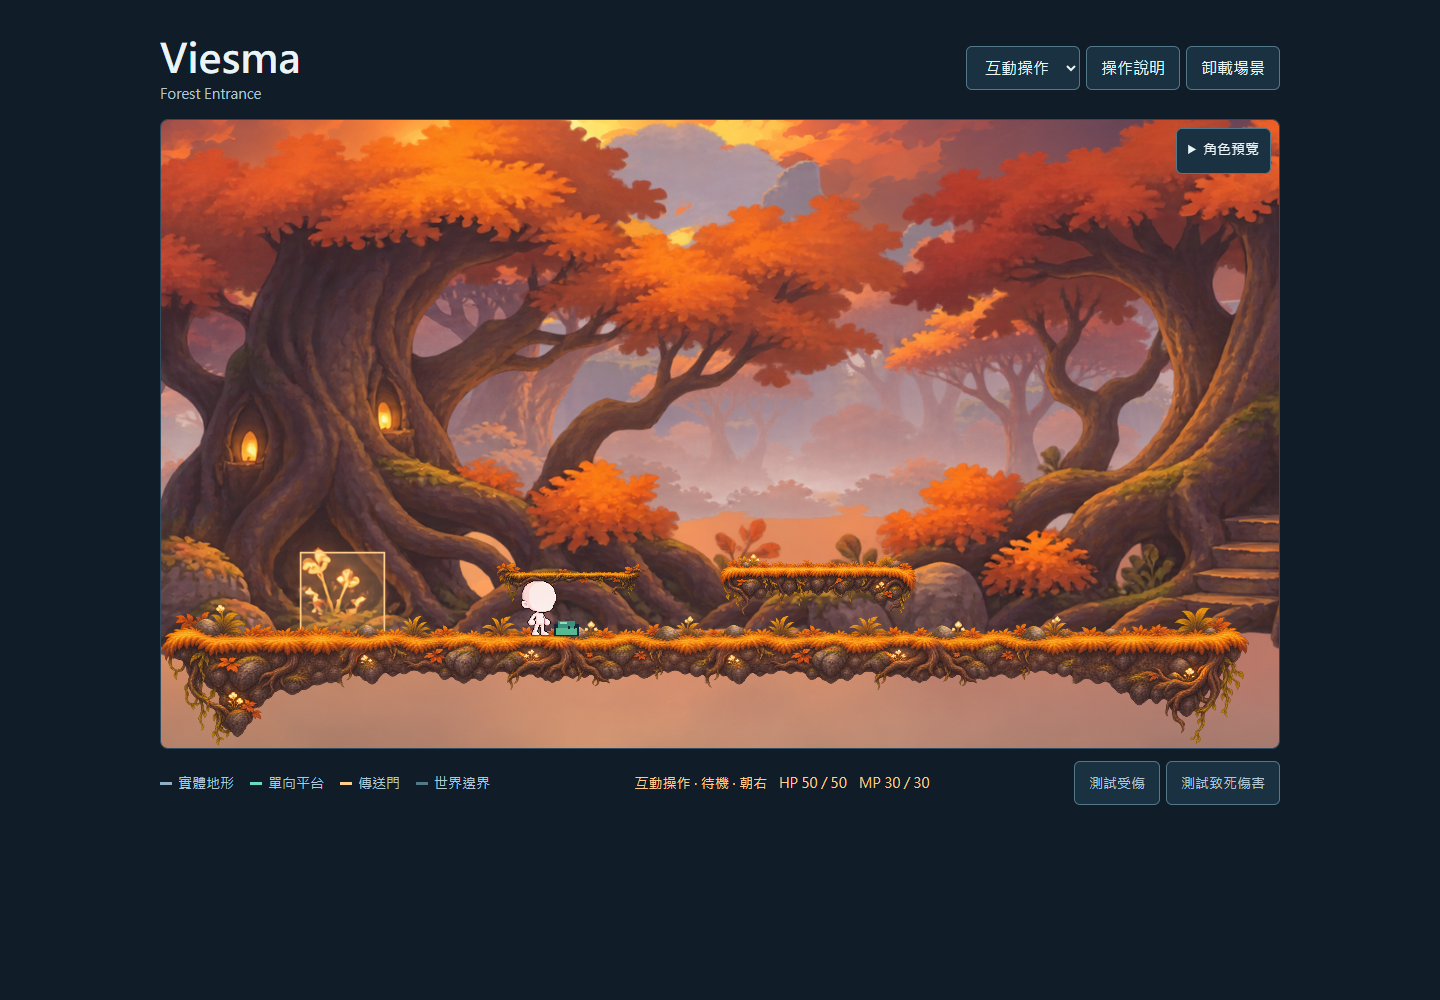 Viesma
Forest Entrance
互動操作
操作說明
卸載場景
▶ 角色預覽
實體地形
單向平台
傳送門
世界邊界
互動操作 · 待機 · 朝右 HP 50 / 50 MP 30 / 30
測試受傷
測試致死傷害